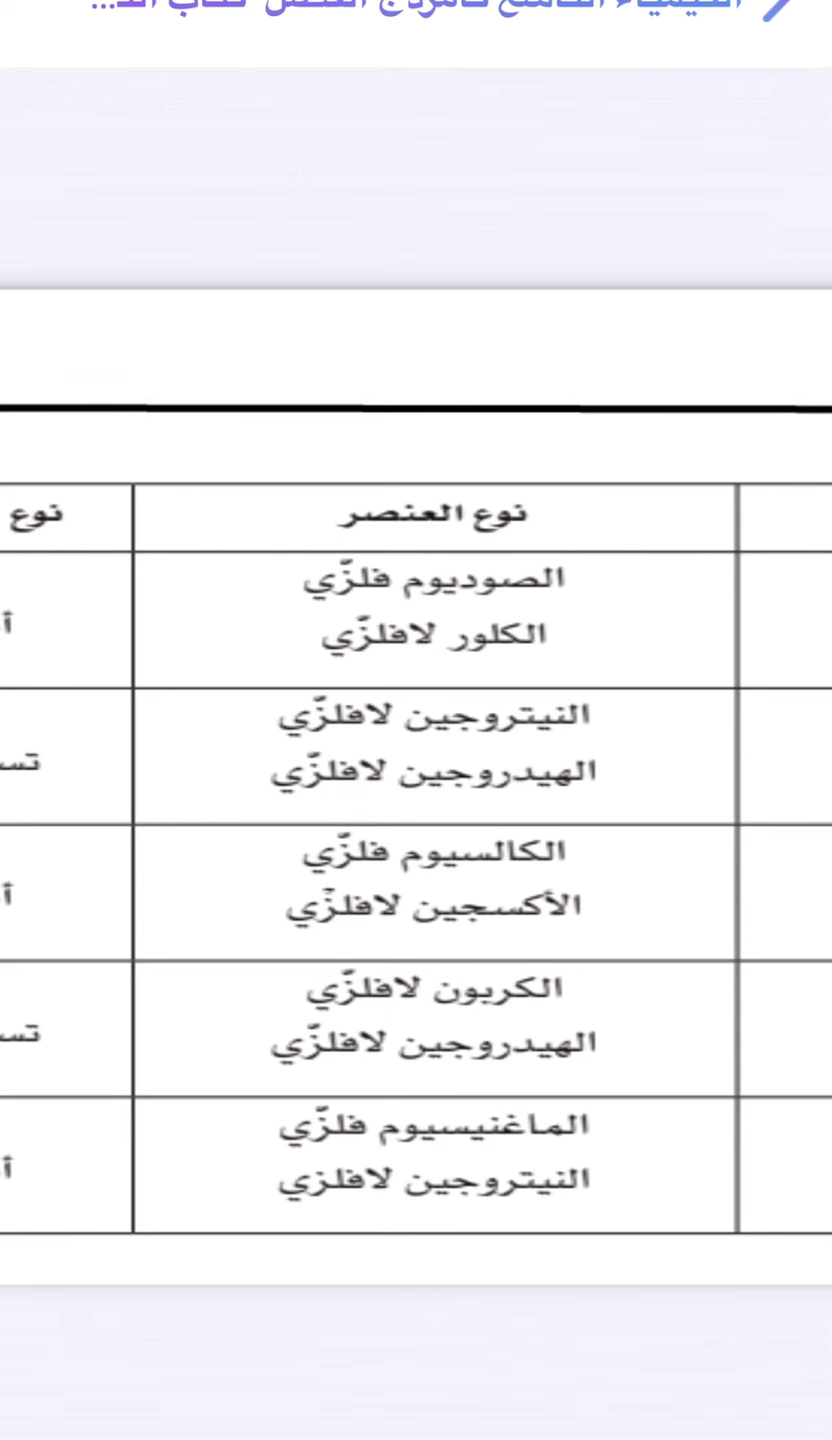 نوع العنصر
نوع
الصوديوم فلزّي
الكلور لافلزّي
النيتروجين لافلزّي
الهيدروجين لافلزّي
الكالسيوم فلزّي
الأكسجين لافلزّي
الكربون لافلزّي
الهيدروجين لافلزّي
الماغنيسيوم فلزّي
النيتروجين لافلزي